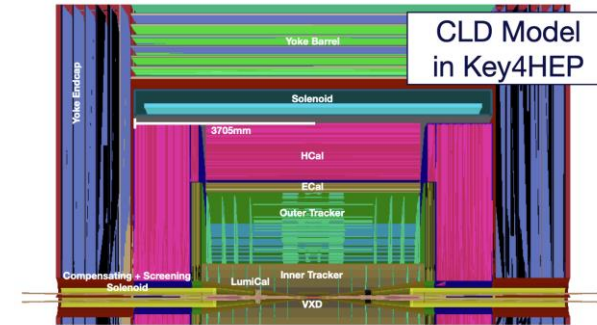 CLD Model
in Key4HEP
Yoke Barrel
Yoke Endcap
Solenoid
3705mm
HCal
ECal
Outer Tracker
Inner Tracker
Compensating + Screening
Solenoid
LumiCal
VXD